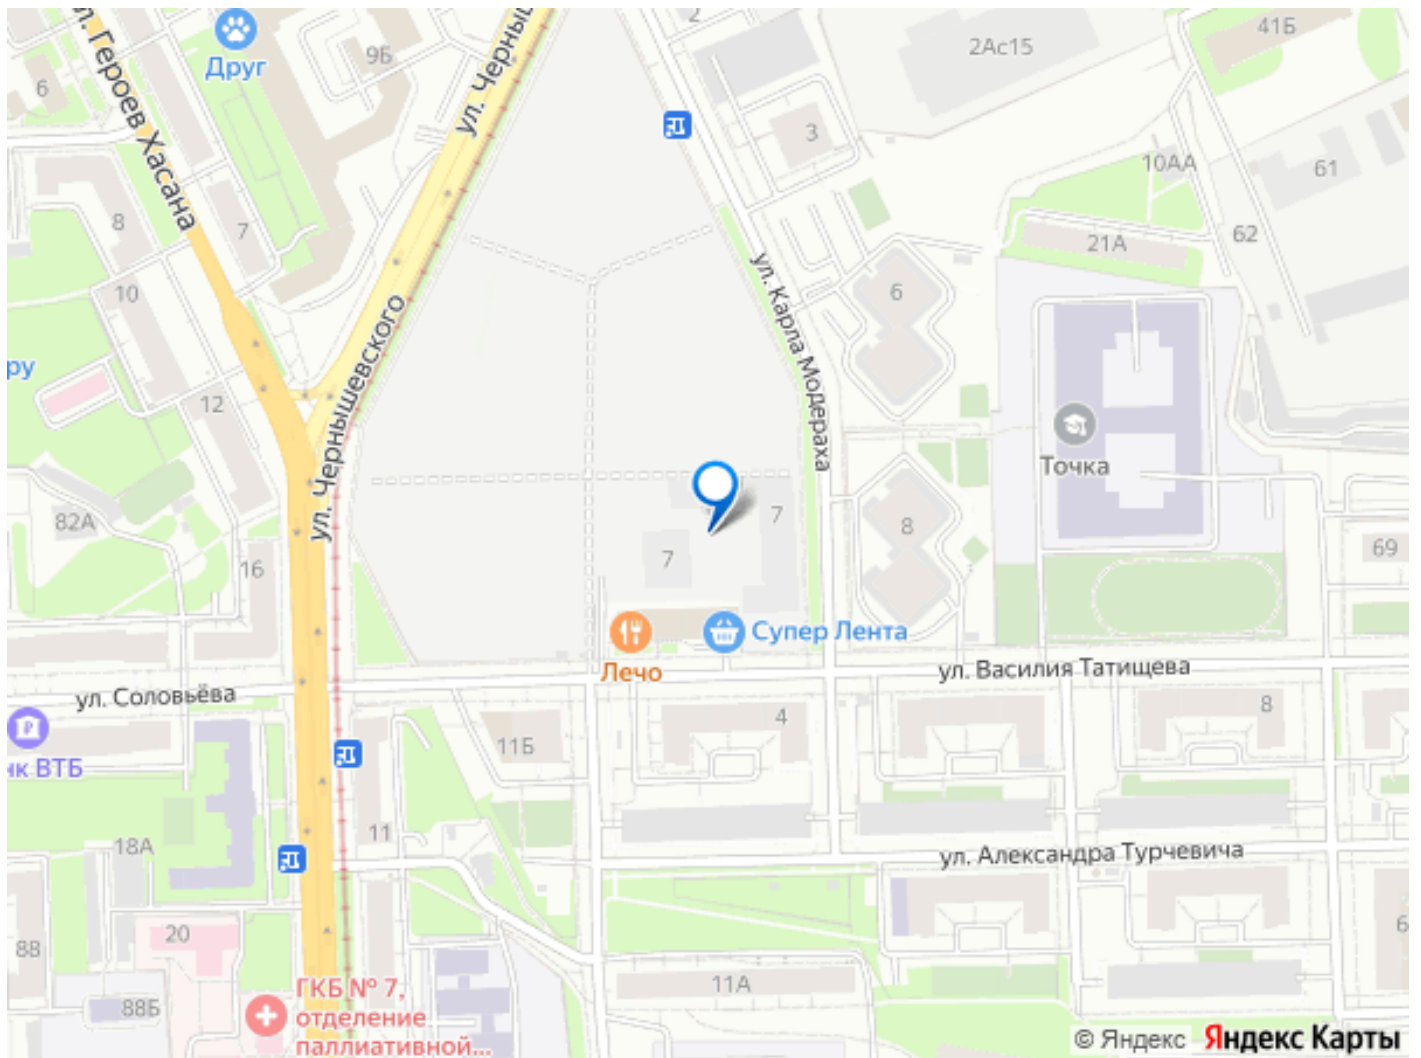 2
41Б
2Ас15
Друг
9Б
6
ул. Героев Хасана
ул. Черныш
3
10АА
61
8
7
62
21А
10
ул. Карла Модераха
6
ру
12
ул. Чернышевского
Точка
82А
7
8
69
16
7
Лечо
Супер Лента
ул. Василия Татищева
ул. Соловьёва
4
8
11Б
нк ВТБ
11
18А
ул. Александра Турчевича
20
88
6
11А
88Б
ГКБ № 7,
отделение
паллиативной...
© Яндекс Яндекс Карты